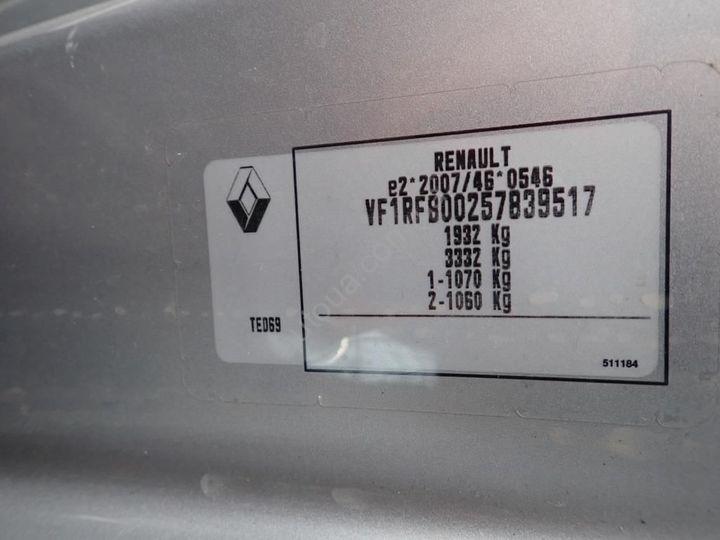 RENAULT
e2*2007/46*0546
VF1RFB00257839517
1932 Kg
3332 Kg
1-1070 Kg
2-1060 Kg
TED69
511184